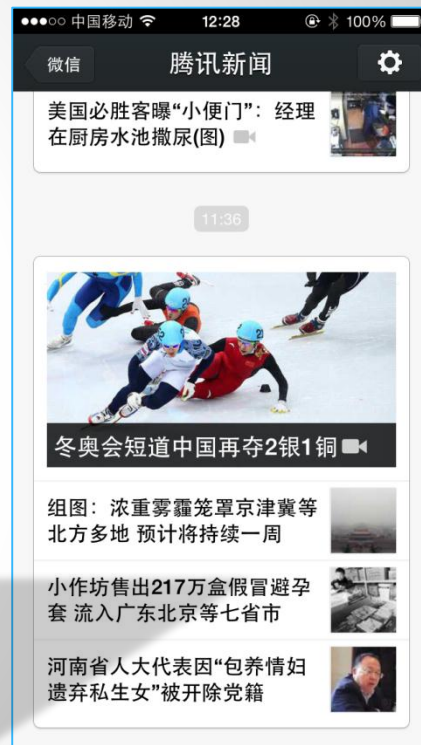 中国移动 12:28 100%
微信 腾讯新闻
美国必胜客曝“小便门”：经理
在厨房水池撒尿(图)
11:36
冬奥会短道中国再夺2银1铜
组图：浓重雾霾笼罩京津冀等
北方多地 预计将持续一周
小作坊售出217万盒假冒避孕
套 流入广东北京等七省市
河南省人大代表因“包养情妇
遗弃私生女”被开除党籍